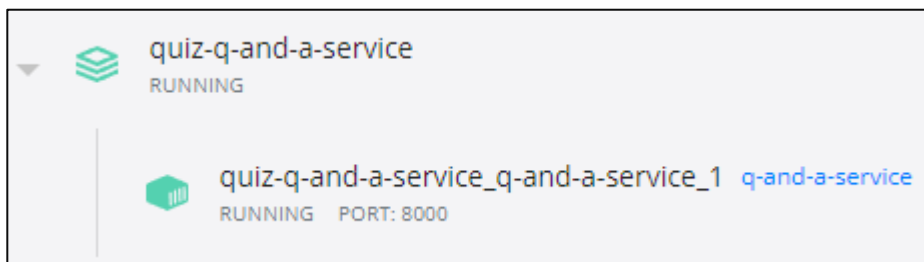 quiz-q-and-a-service
RUNNING
quiz-q-and-a-service_q-and-a-service_1 q-and-a-service
RUNNING PORT: 8000